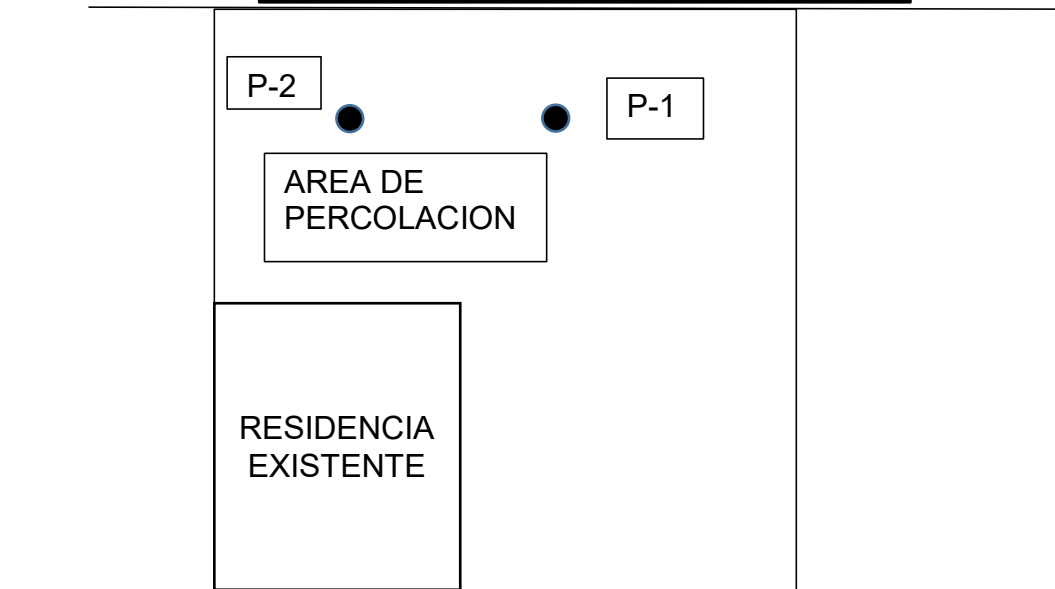 P-2
P-1
AREA DE
PERCOLACION
RESIDENCIA
EXISTENTE